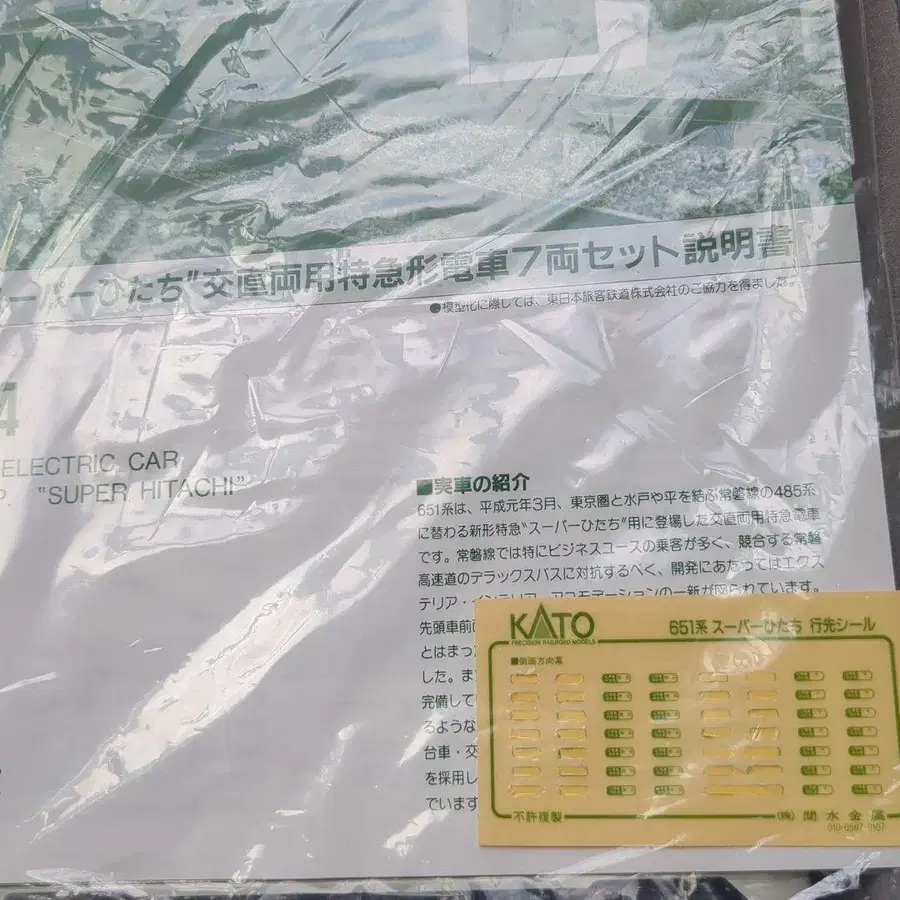 ーパーひたち”交直両用特急形電車7両セット説明書
●模型化に際しては、東日本旅客鉄道株式会社のご協力を得ました。
4
ELECTRIC CAR
"SUPER HITACHI"
■実車の紹介
651系は、平成元年3月、東京圏と水戸や平を結ぶ常磐線の485系
に替わる新形特急“スーパーひたち”用に登場した交直両用特急電車
です。常磐線では特にビジネスユースの乗客が多く、競合する常磐
高速道のデラックスバスに対抗するべく、開発にあたってはエクス
テリア・インテリア・アコモデーションの一新が図られています。
先頭車前
とはまっ
した。ま
完備して
るような
台車・交
を採用し
ています
KATO
PRECISION RAILROAD MODELS
651系 スーパーひたち 行先シール
■側面方向幕
不許複製
(株) 関水金属